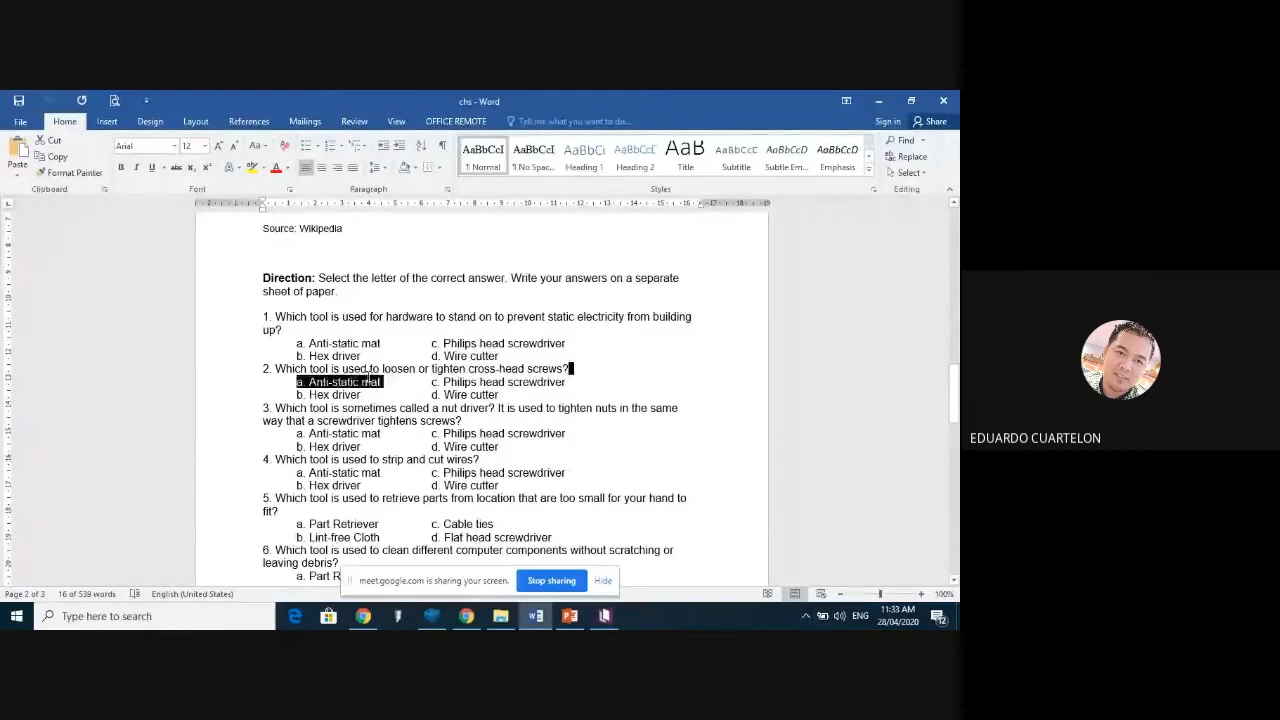 chs - Word
File Home Insert Design Layout References Mailings Review View OFFICE REMOTE Tell me what you want to do... Sign in Share
Paste
Cut
Copy
Format Painter
Clipboard
Arial 12
Font
Paragraph
AaBbCcI AaBbCcI AaBbCcI AaBbCcI AaB AaBbCcD AaBbCcD AaBbCcD
¶ Normal ¶ No Spac... Heading 1 Heading 2 Title Subtitle Subtle Em... Emphasis
Styles
Find
Replace
Select
Editing
Source: Wikipedia
Direction: Select the letter of the correct answer. Write your answers on a separate
sheet of paper.
1. Which tool is used for hardware to stand on to prevent static electricity from building
up?
a. Anti-static mat c. Philips head screwdriver
b. Hex driver d. Wire cutter
2. Which tool is used to loosen or tighten cross-head screws?
a. Anti-static mat c. Philips head screwdriver
b. Hex driver d. Wire cutter
3. Which tool is sometimes called a nut driver? It is used to tighten nuts in the same
way that a screwdriver tightens screws?
a. Anti-static mat c. Philips head screwdriver
b. Hex driver d. Wire cutter
4. Which tool is used to strip and cut wires?
a. Anti-static mat c. Philips head screwdriver
b. Hex driver d. Wire cutter
5. Which tool is used to retrieve parts from location that are too small for your hand to
fit?
a. Part Retriever c. Cable ties
b. Lint-free Cloth d. Flat head screwdriver
6. Which tool is used to clean different computer components without scratching or
leaving debris?
a. Part R
meet.google.com is sharing your screen. Stop sharing Hide
Page 2 of 3 16 of 539 words English (United States) 100%
Type here to search
ENG
11:33 AM
28/04/2020
12
EDUARDO CUARTELON